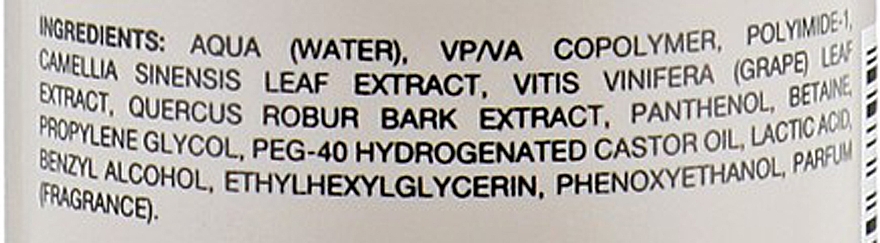 INGREDIENTS: AQUA (WATER), VP/VA COPOLYMER, POLYIMIDE-1,
CAMELLIA SINENSIS LEAF EXTRACT, VITIS VINIFERA (GRAPE) LEAF
EXTRACT, QUERCUS ROBUR BARK EXTRACT, PANTHENOL, BETAINE,
PROPYLENE GLYCOL, PEG-40 HYDROGENATED CASTOR OIL, LACTIC ACID,
BENZYL ALCOHOL, ETHYLHEXYLGLYCERIN, PHENOXYETHANOL, PARFUM
(FRAGRANCE).